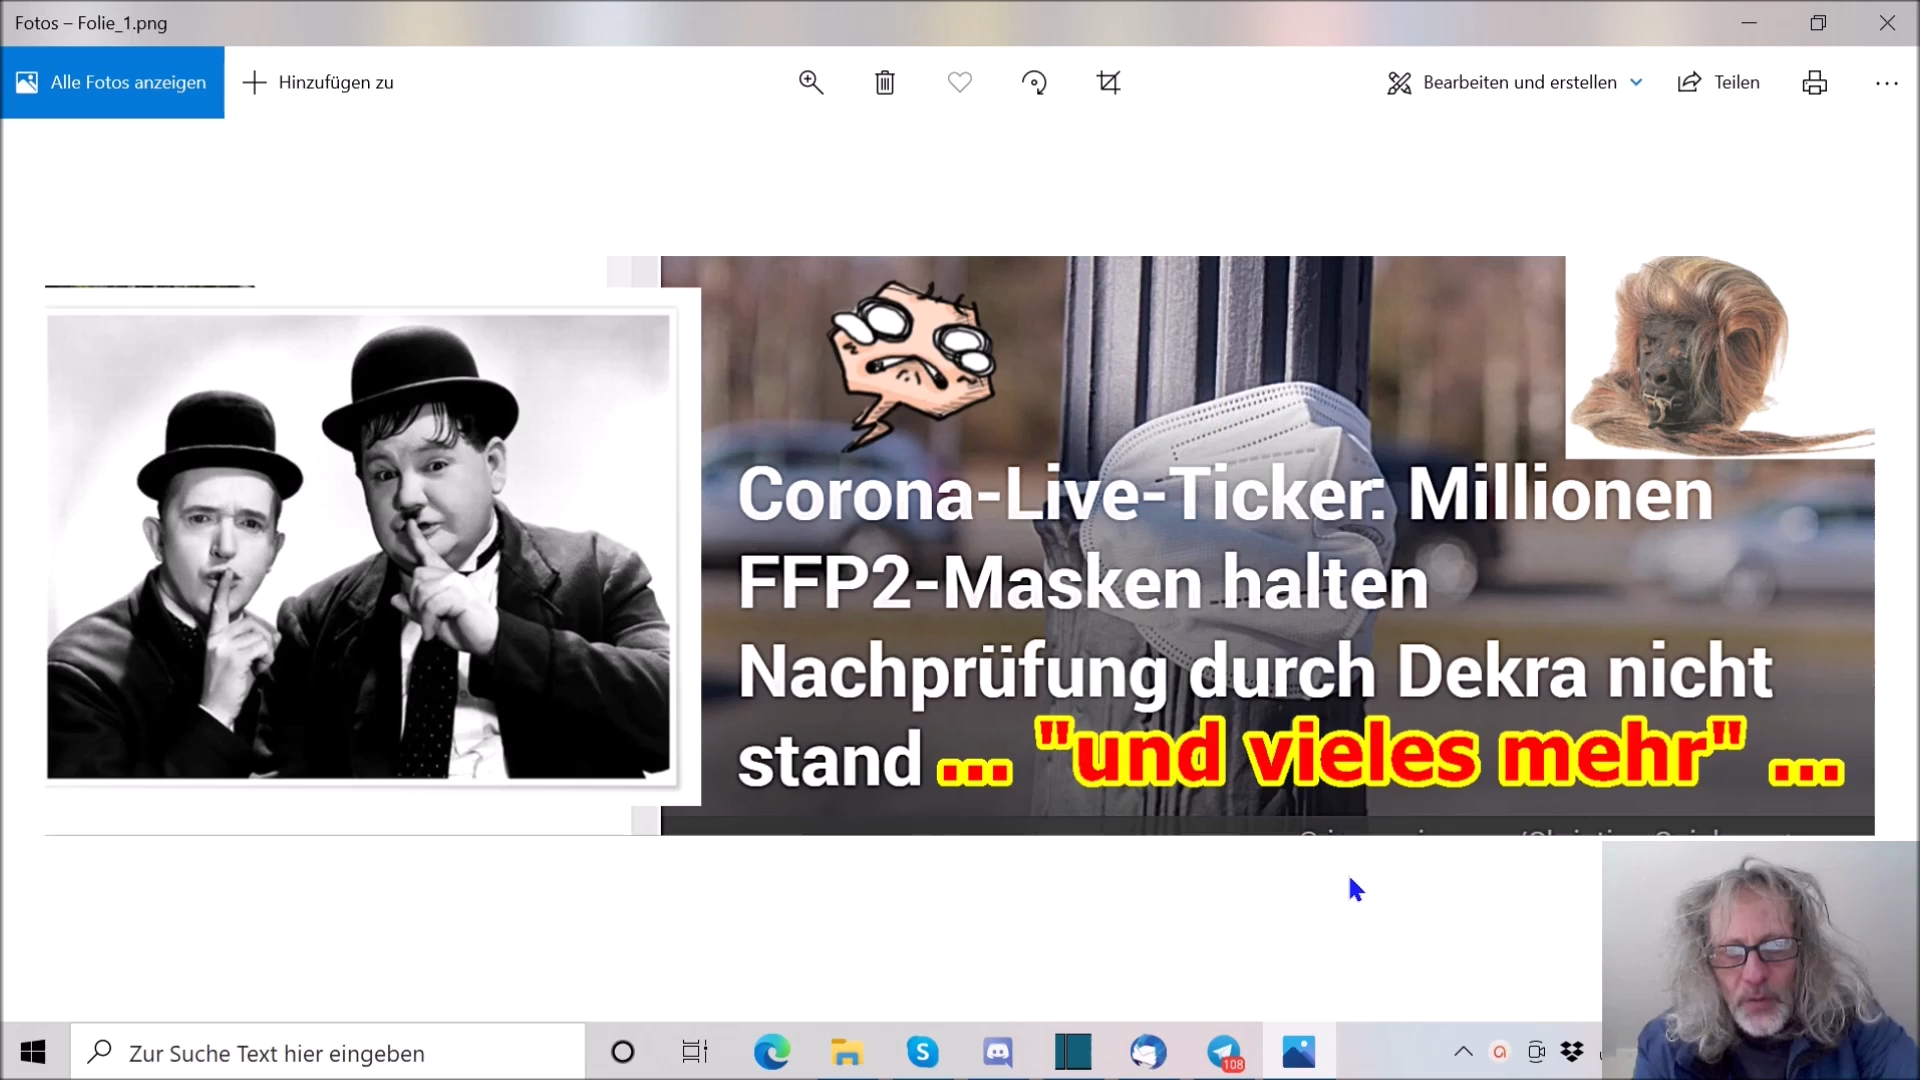 Fotos – Folie_1.png
Alle Fotos anzeigen
Hinzufügen zu
Bearbeiten und erstellen
Teilen
Corona-Live-Ticker: Millionen
FFP2-Masken halten
Nachprüfung durch Dekra nicht
stand ... "und vieles mehr" ...
Zur Suche Text hier eingeben
108